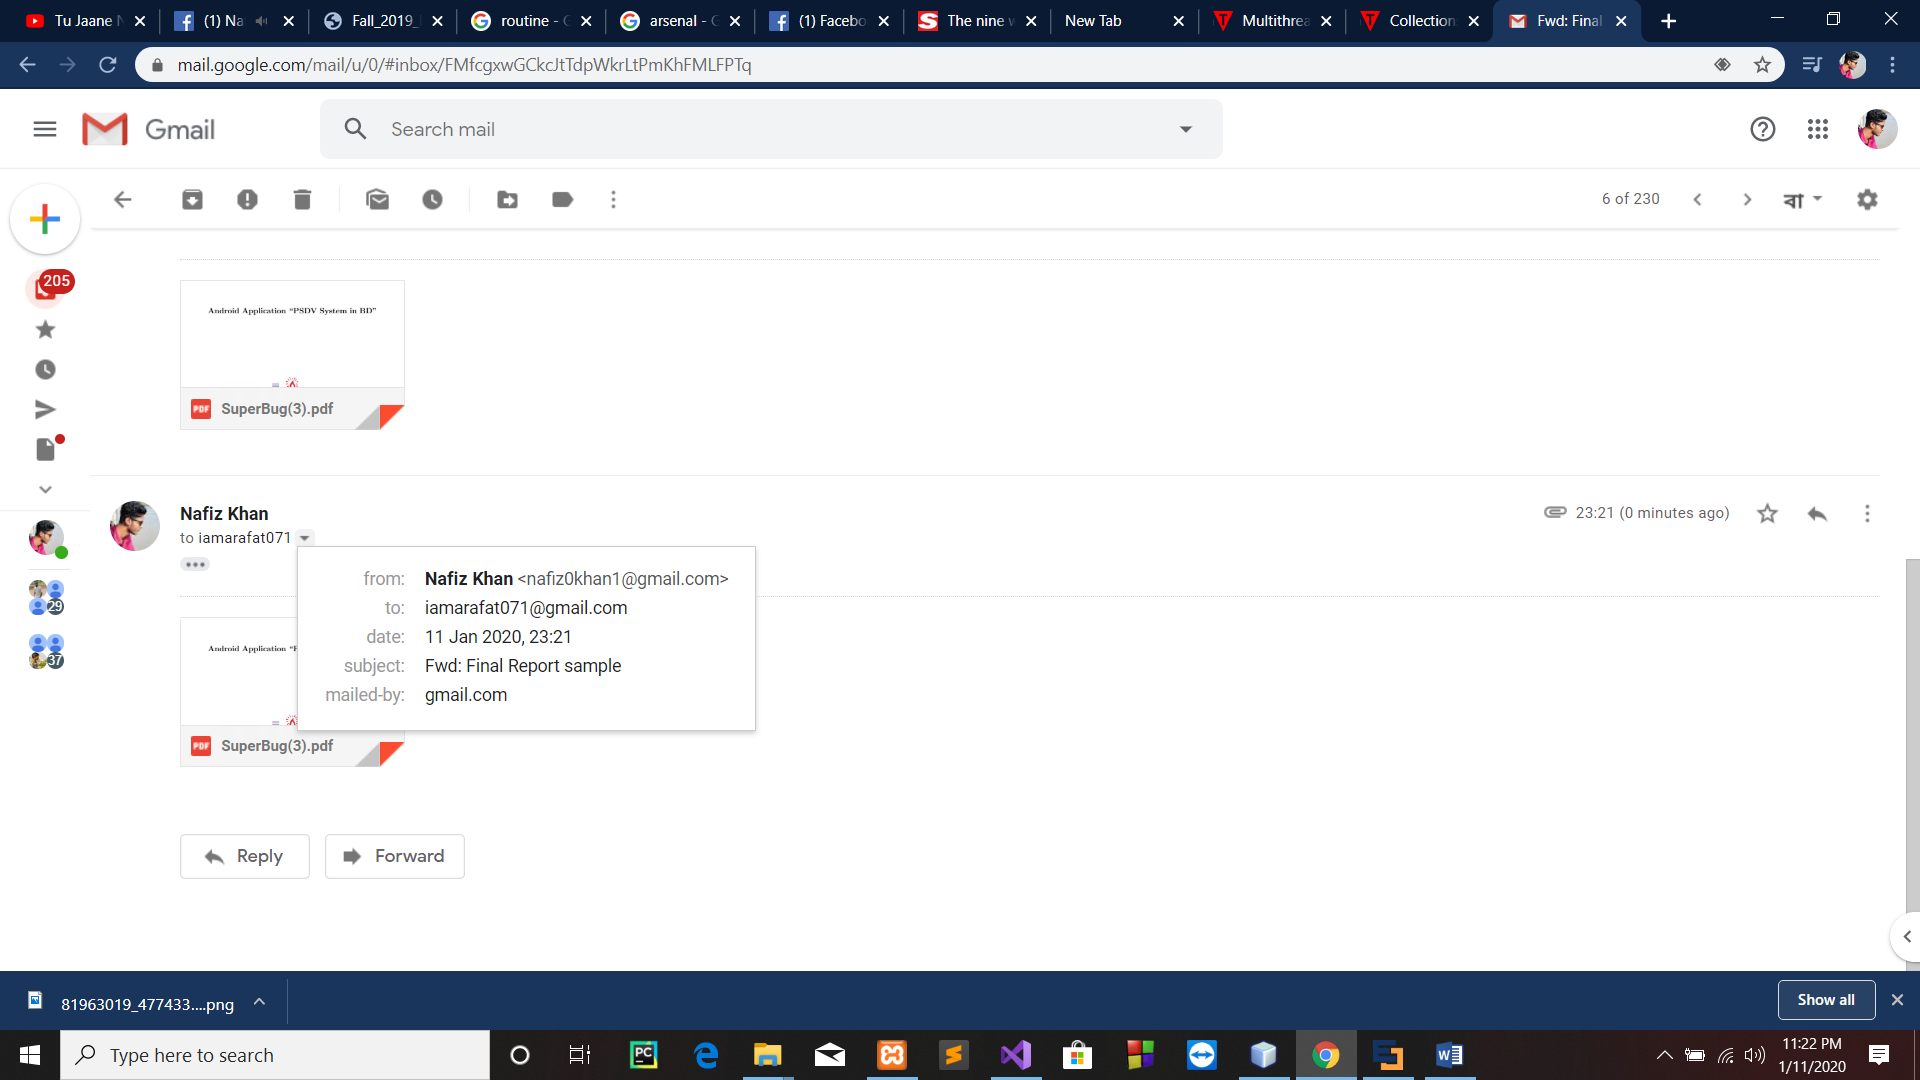 Tu Jaane N
(1) Na
Fall_2019_
routine - G
arsenal - G
(1) Facebo
The nine w
New Tab
Multithrea
Collection
Fwd: Final
mail.google.com/mail/u/0/#inbox/FMfcgxwGCkcJtTdpWkrLtPmKhFMLFPTq
Gmail
Search mail
6 of 230
বা
205
Android Application “PSDV System in BD”
PDF SuperBug(3).pdf
Nafiz Khan
23:21 (0 minutes ago)
to iamarafat071
from: Nafiz Khan <nafiz0khan1@gmail.com>
to: iamarafat071@gmail.com
date: 11 Jan 2020, 23:21
subject: Fwd: Final Report sample
mailed-by: gmail.com
29
37
Android Application “P
PDF SuperBug(3).pdf
Reply
Forward
81963019_477433....png
Show all
Type here to search
PC
11:22 PM
1/11/2020